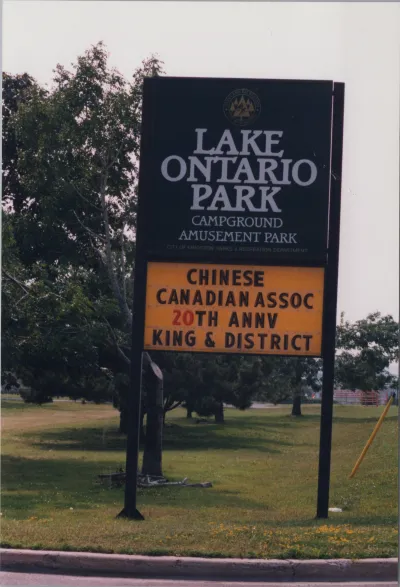 LAKE
ONTARIO
PARK
CAMPGROUND
AMUSEMENT PARK
CHINESE
CANADIAN ASSOC
20TH ANNV
KING & DISTRICT